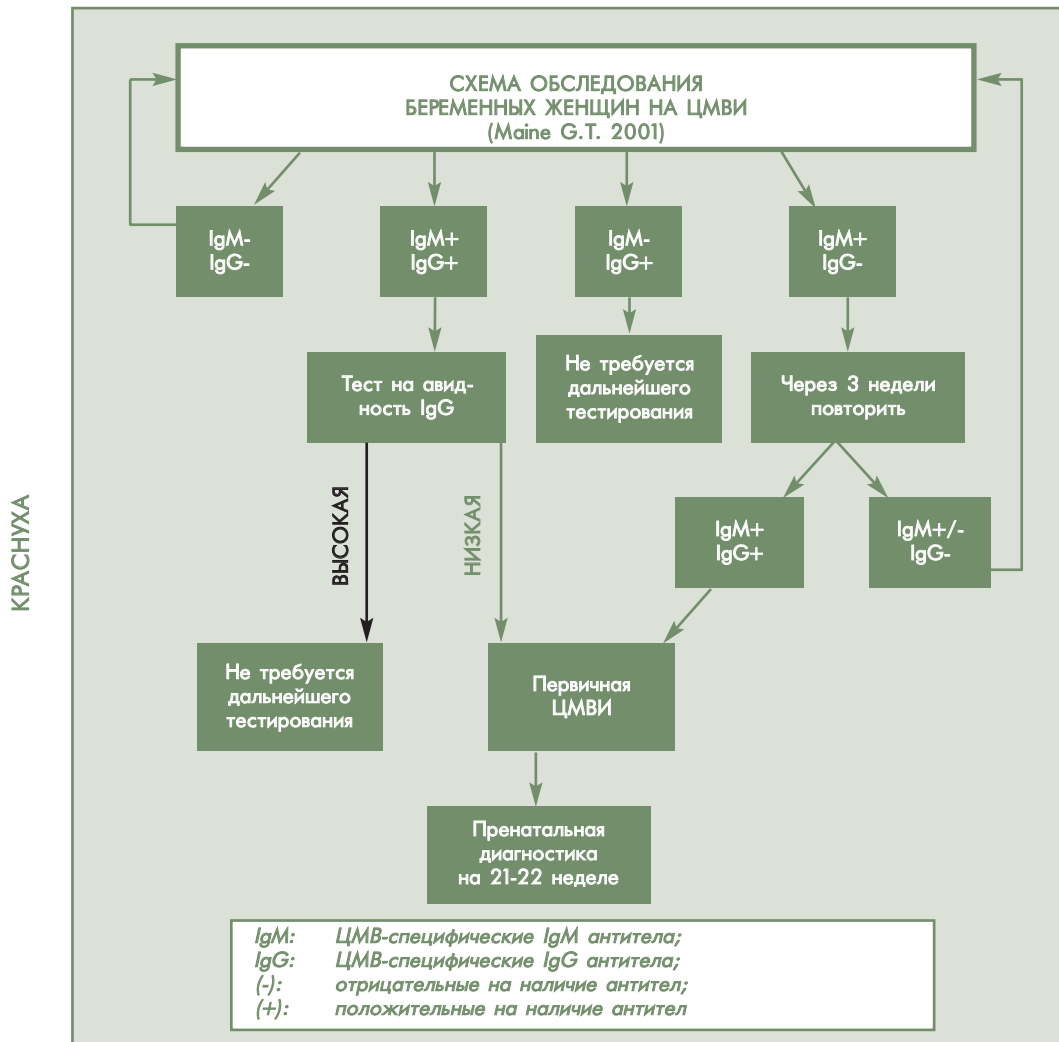 СХЕМА ОБСЛЕДОВАНИЯ
БЕРЕМЕННЫХ ЖЕНЩИН НА ЦМВИ
(Maine G.T. 2001)
IgM-
IgG-
IgM+
IgG+
IgM-
IgG+
IgM+
IgG-
Тест на авид-
ность IgG
Не требуется
дальнейшего
тестирования
Через 3 недели
повторить
ВЫСОКАЯ
НИЗКАЯ
IgM+
IgG+
IgM+/-
IgG-
КРАСНУХА
Не требуется
дальнейшего
тестирования
Первичная
ЦМВИ
Пренатальная
диагностика
на 21-22 неделе
IgM: ЦМВ-специфические IgM антитела;
IgG: ЦМВ-специфические IgG антитела;
(-): отрицательные на наличие антител;
(+): положительные на наличие антител